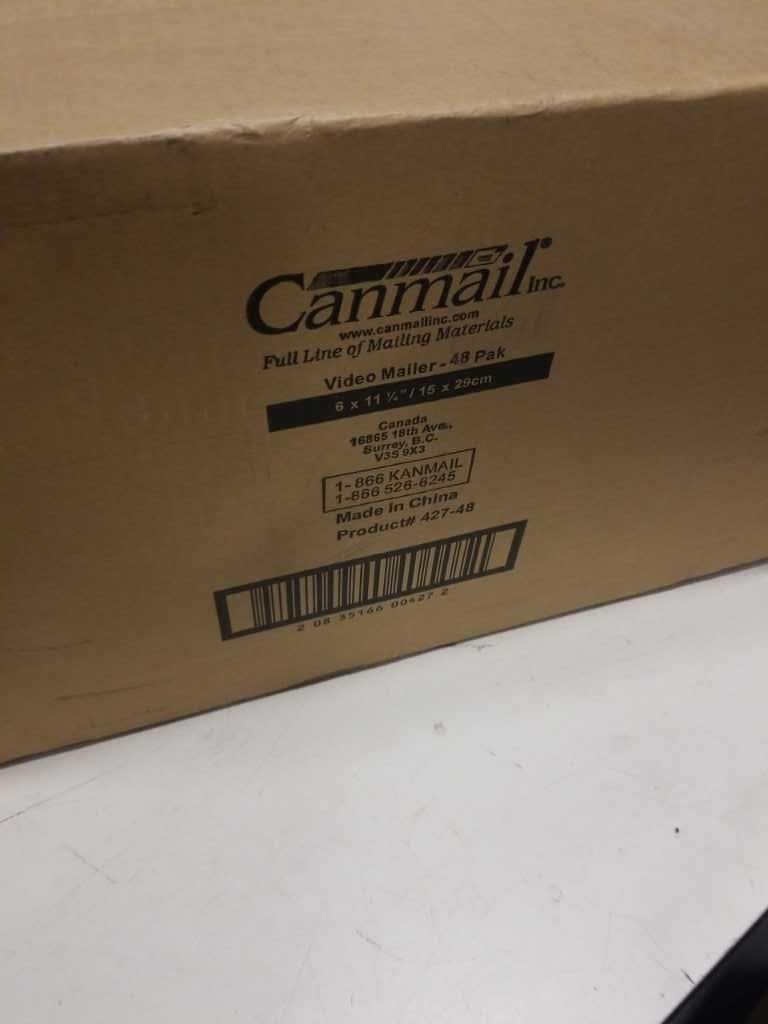 Canmail® Inc.
www.canmailinc.com
Full Line of Mailing Materials
Video Mailer - 48 Pak
6 x 11 ¼" / 15 x 29cm
Canada
16865 18th Ave.,
Surrey, B.C.
V3S 9X3
1- 866 KANMAIL
1-866 526-6245
Made in China
Product# 427-48
2 08 35166 00427 2